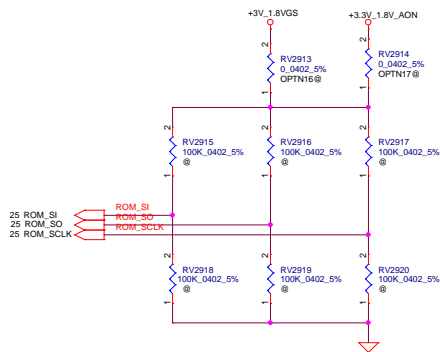 +3V_1.8VGS
+3.3V_1.8V_AON
2
RV2913
0_0402_5%
OPTN16@
1
2
RV2914
0_0402_5%
OPTN17@
1
2
RV2915
100K_0402_5%
@
1
2
RV2916
100K_0402_5%
@
1
2
RV2917
100K_0402_5%
@
1
25 ROM_SI
ROM_SI
25 ROM_SO
ROM_SO
25 ROM_SCLK
ROM_SCLK
2
RV2918
100K_0402_5%
@
1
2
RV2919
100K_0402_5%
@
1
2
RV2920
100K_0402_5%
@
1